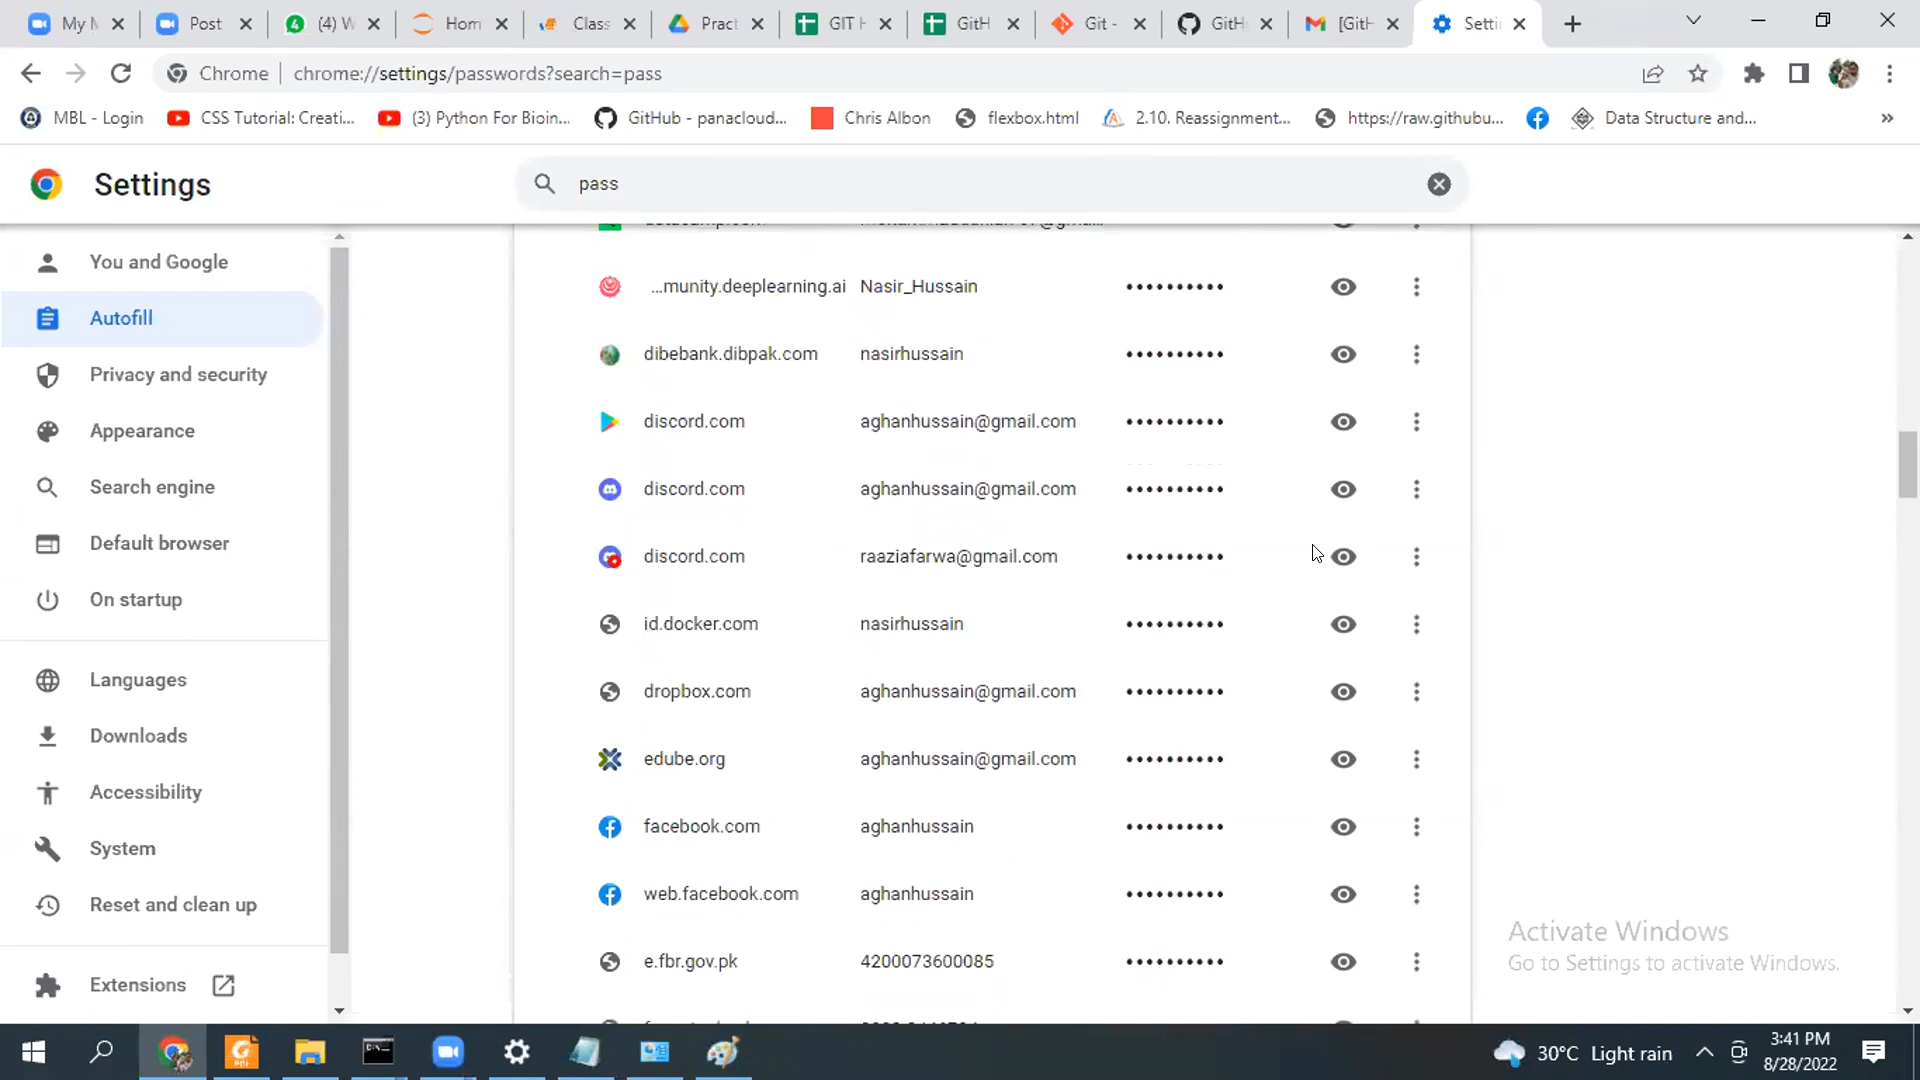 My M
Post
(4) W
Hom
Class
Pract
GIT H
GitH
Git -
GitH
[GitH
Setti
Chrome
chrome://settings/passwords?search=pass
MBL - Login
CSS Tutorial: Creati...
(3) Python For Bioin...
GitHub - panacloud...
Chris Albon
flexbox.html
2.10. Reassignment...
https://raw.githubu...
Data Structure and...
»
Settings
pass
You and Google
Autofill
Privacy and security
Appearance
Search engine
Default browser
On startup
Languages
Downloads
Accessibility
System
Reset and clean up
Extensions
...munity.deeplearning.ai Nasir_Hussain ••••••••••
dibebank.dibpak.com nasirhussain ••••••••••
discord.com aghanhussain@gmail.com ••••••••••
discord.com aghanhussain@gmail.com ••••••••••
discord.com raaziafarwa@gmail.com ••••••••••
id.docker.com nasirhussain ••••••••••
dropbox.com aghanhussain@gmail.com ••••••••••
edube.org aghanhussain@gmail.com ••••••••••
facebook.com aghanhussain ••••••••••
web.facebook.com aghanhussain ••••••••••
e.fbr.gov.pk 4200073600085 ••••••••••
Activate Windows
Go to Settings to activate Windows.
30°C Light rain
3:41 PM
8/28/2022